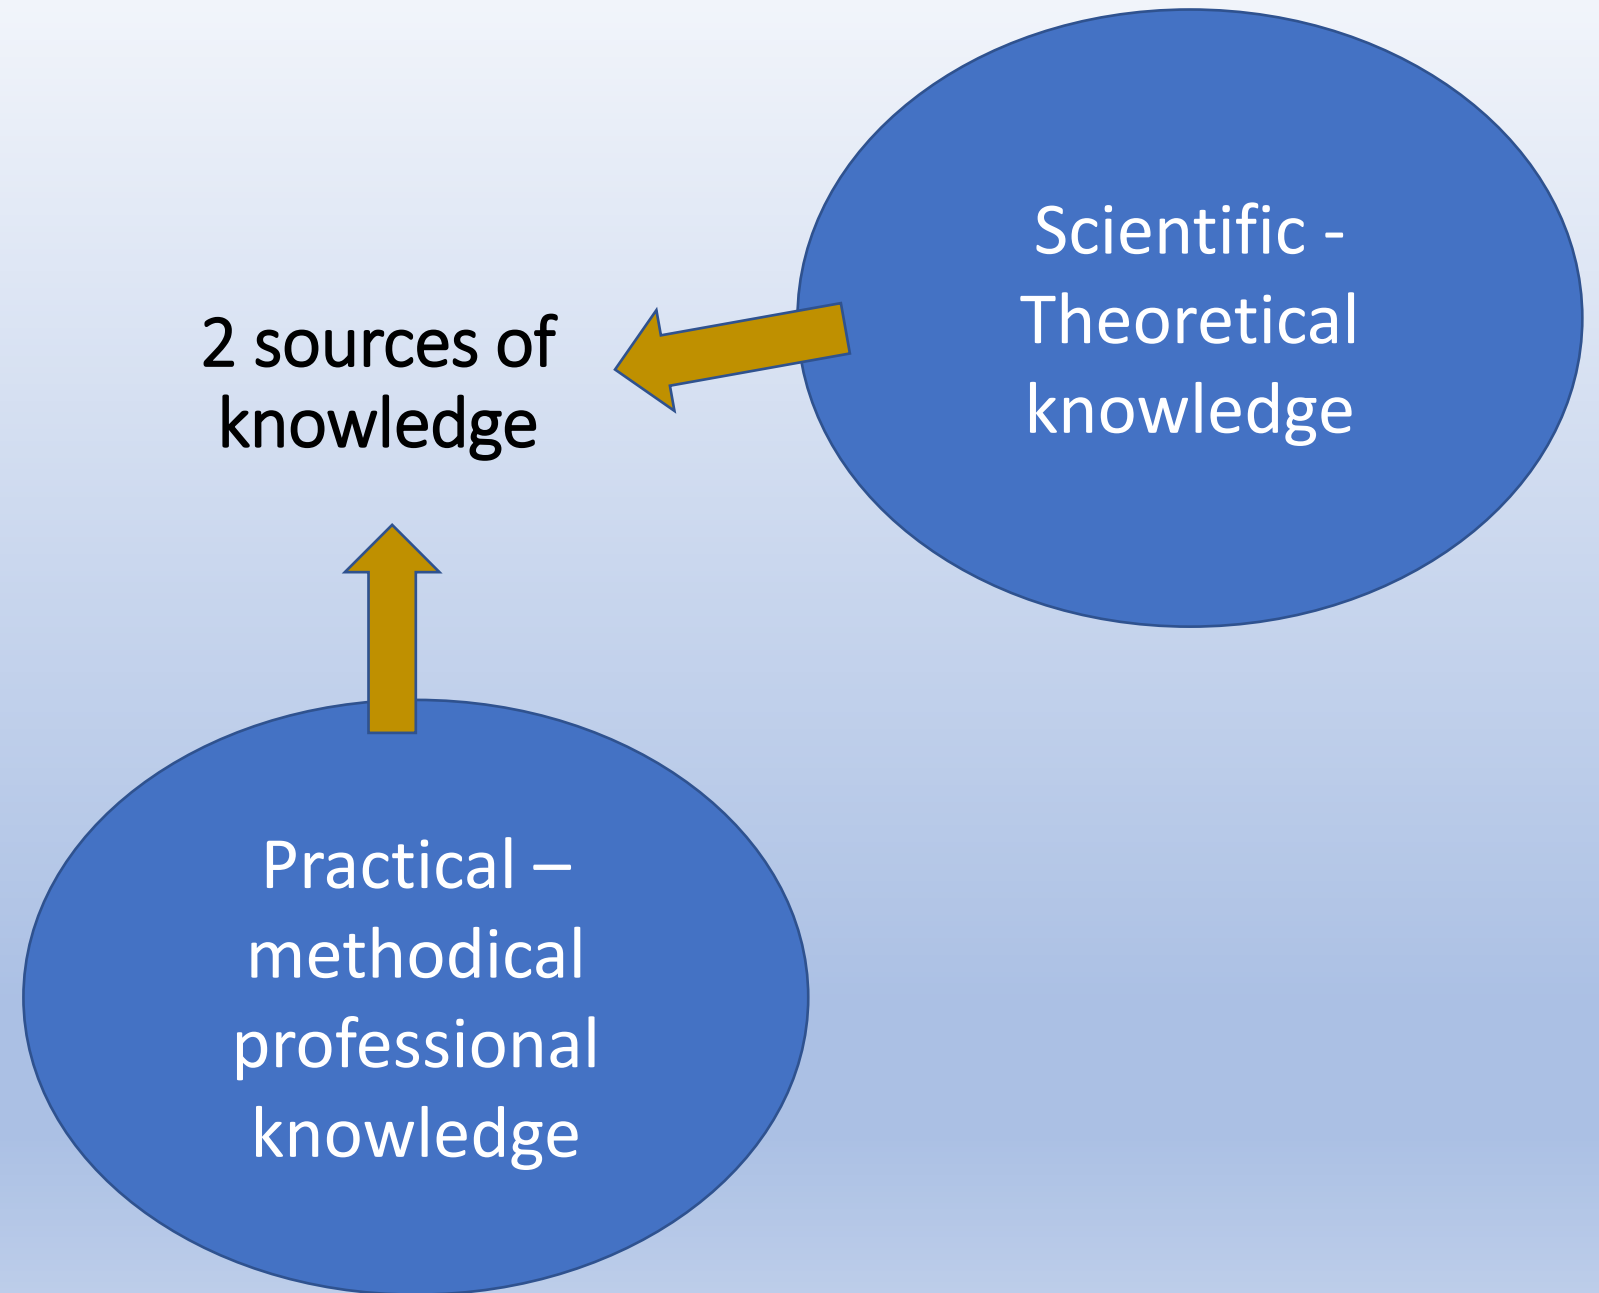 2 sources of
knowledge
Scientific -
Theoretical
knowledge
Practical –
methodical
professional
knowledge